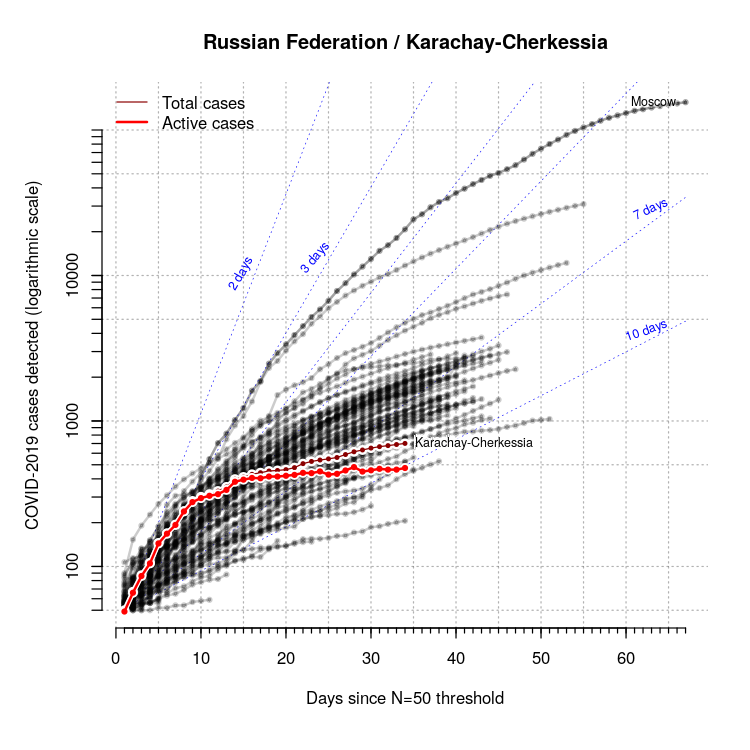 Russian Federation / Karachay-Cherkessia
Total cases
Active cases
Moscow
7 days
2 days
3 days
10 days
Karachay-Cherkessia
COVID-2019 cases detected (logarithmic scale)
10000
1000
100
0 10 20 30 40 50 60
Days since N=50 threshold